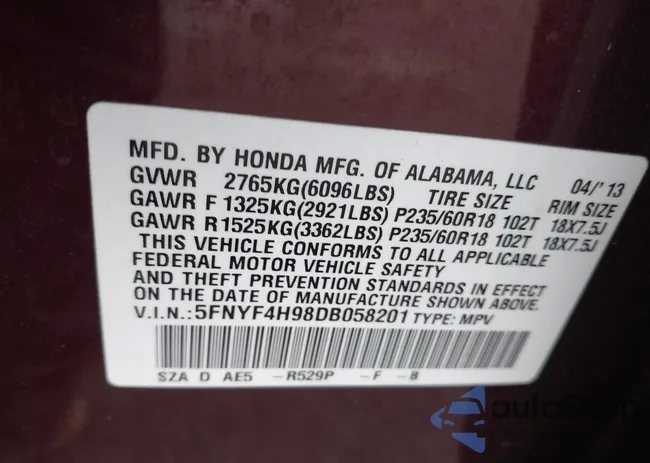 MFD. BY HONDA MFG. OF ALABAMA, LLC 04/'13
GVWR 2765KG(6096LBS) TIRE SIZE RIM SIZE
GAWR F 1325KG(2921LBS) P235/60R18 102T 18X7.5J
GAWR R 1525KG(3362LBS) P235/60R18 102T 18X7.5J
THIS VEHICLE CONFORMS TO ALL APPLICABLE
FEDERAL MOTOR VEHICLE SAFETY
AND THEFT PREVENTION STANDARDS IN EFFECT
ON THE DATE OF MANUFACTURE SHOWN ABOVE.
V.I.N.:5FNYF4H98DB058201 TYPE: MPV
SZA D AE5 -R529P -F -B